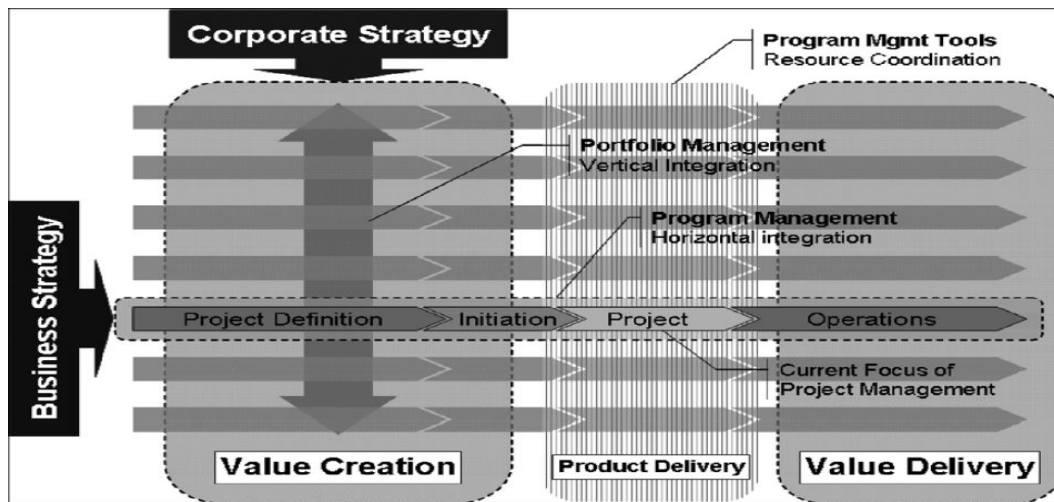 Corporate Strategy
Program Mgmt Tools
Resource Coordination
Portfolio Management
Vertical Integration
Program Management
Horizontal integration
Business Strategy
Project Definition
Initiation
Project
Operations
Current Focus of
Project Management
Value Creation
Product Delivery
Value Delivery